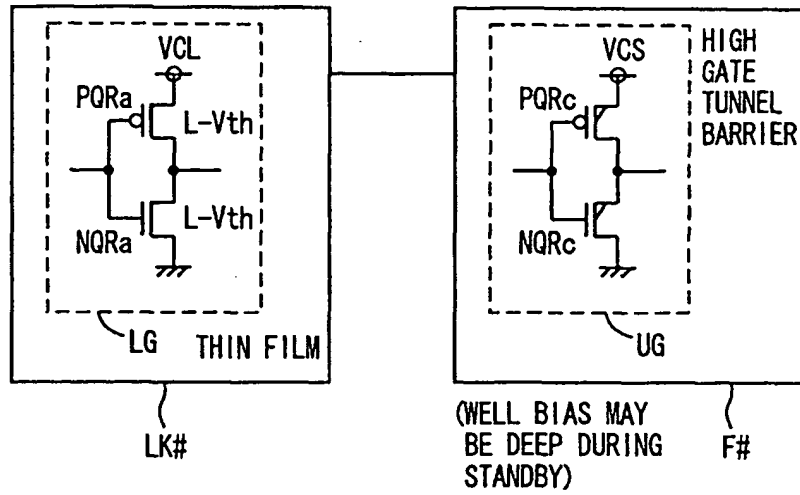 VCL
PQRa
L-Vth
NQRa
L-Vth
LG
THIN FILM
LK#
VCS
PQRc
NQRc
UG
HIGH
GATE
TUNNEL
BARRIER
(WELL BIAS MAY
BE DEEP DURING
STANDBY)
F#